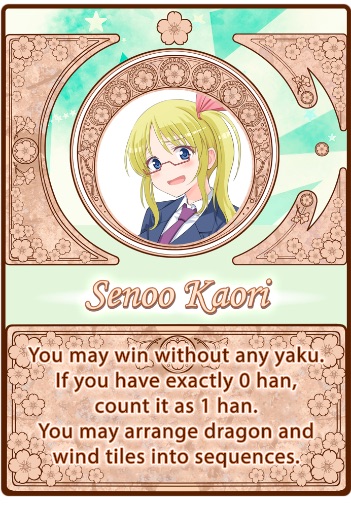 Senoo Kaori
You may win without any yaku.
If you have exactly 0 han,
count it as 1 han.
You may arrange dragon and
wind tiles into sequences.